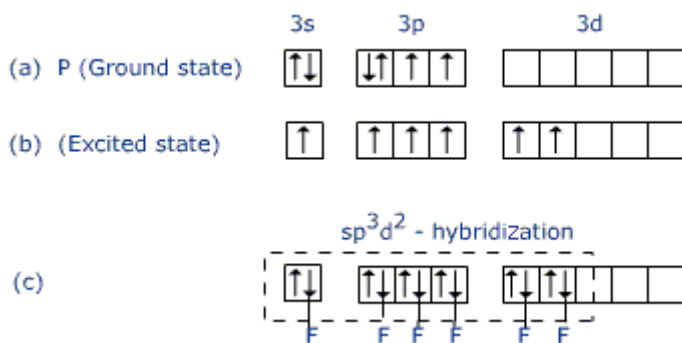 3s 3p 3d
(a) P (Ground state)
(b) (Excited state)
sp³d² - hybridization
(c)
F F F F F F